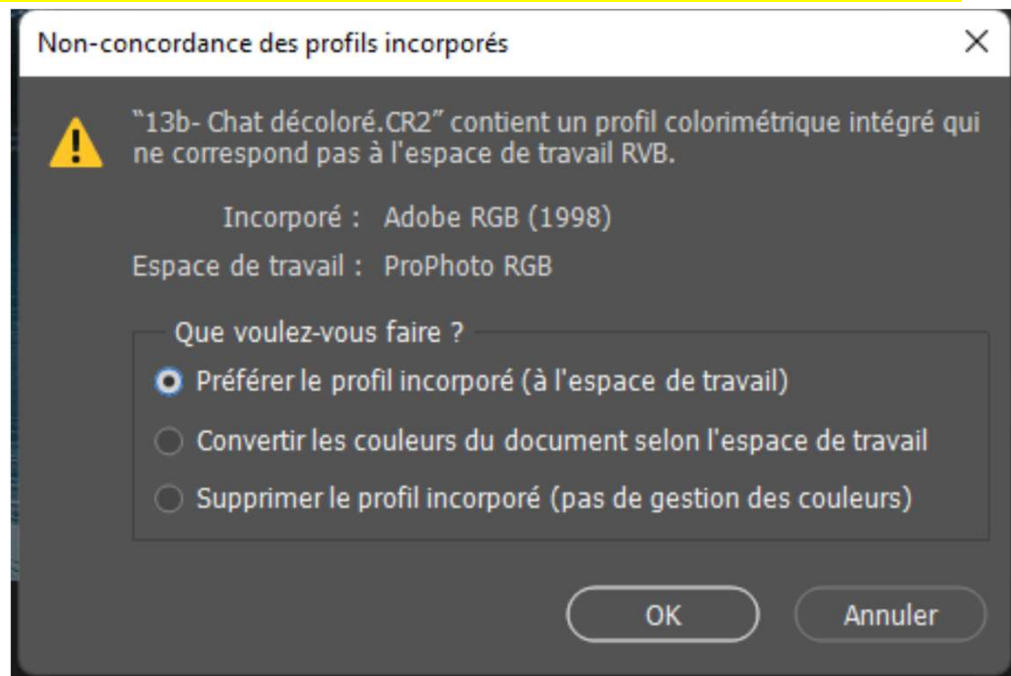 Non-concordance des profils incorporés
“13b- Chat décoloré.CR2” contient un profil colorimétrique intégré qui
ne correspond pas à l'espace de travail RVB.
Incorporé : Adobe RGB (1998)
Espace de travail : ProPhoto RGB
Que voulez-vous faire ?
Préférer le profil incorporé (à l'espace de travail)
Convertir les couleurs du document selon l'espace de travail
Supprimer le profil incorporé (pas de gestion des couleurs)
OK Annuler